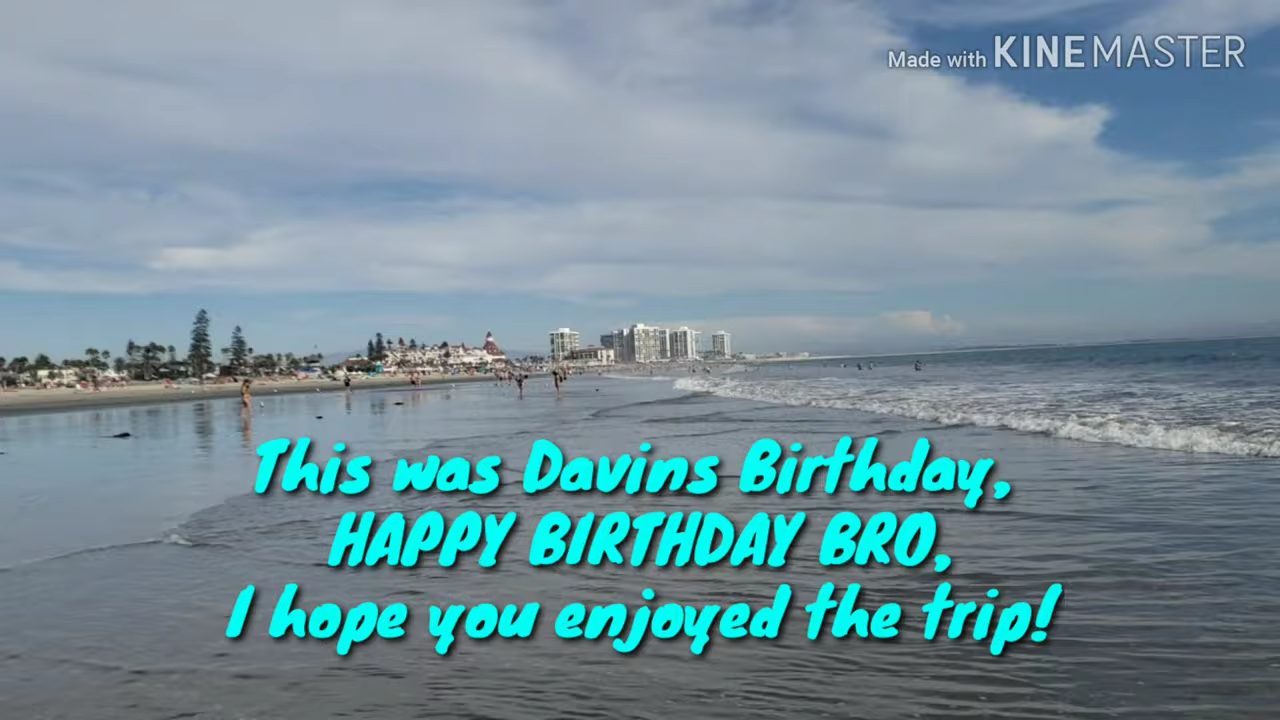 Made with KINEMASTER
This was Davins Birthday,
HAPPY BIRTHDAY BRO,
I hope you enjoyed the trip!